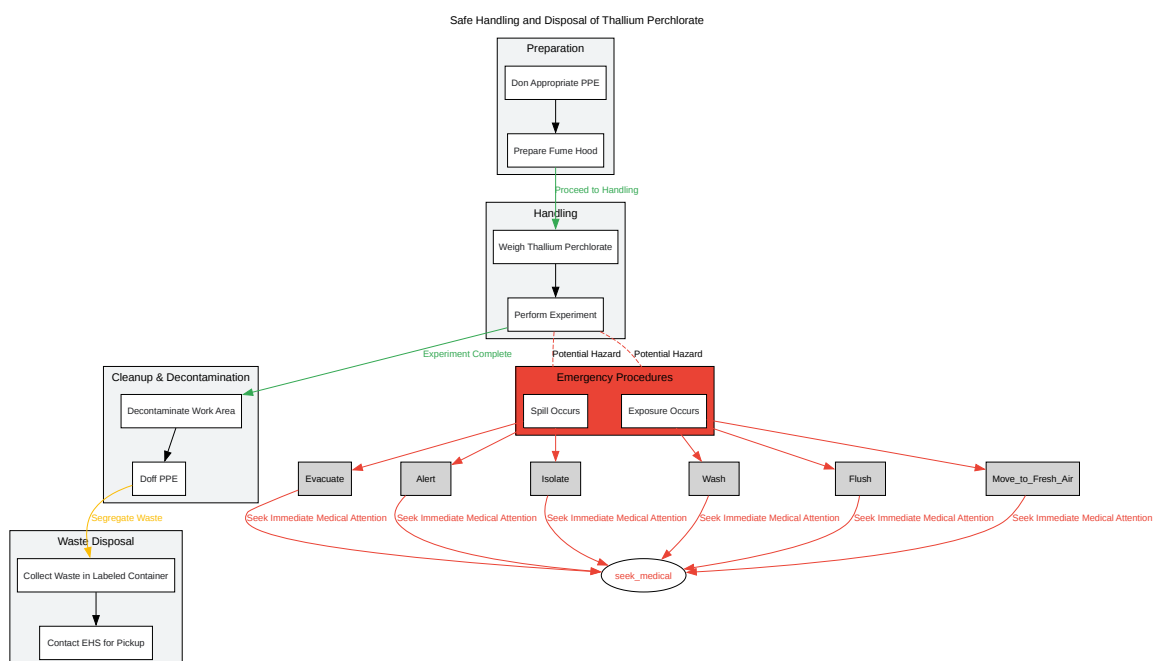 Safe Handling and Disposal of Thallium Perchlorate
Preparation
Don Appropriate PPE
Prepare Fume Hood
Proceed to Handling
Handling
Weigh Thallium Perchlorate
Perform Experiment
Experiment Complete
Potential Hazard
Potential Hazard
Cleanup & Decontamination
Decontaminate Work Area
Doff PPE
Emergency Procedures
Spill Occurs
Exposure Occurs
Evacuate
Alert
Isolate
Wash
Flush
Move_to_Fresh_Air
Segregate Waste
Seek Immediate Medical Attention
Seek Immediate Medical Attention
Seek Immediate Medical Attention
Seek Immediate Medical Attention
Seek Immediate Medical Attention
Seek Immediate Medical Attention
Waste Disposal
Collect Waste in Labeled Container
Contact EHS for Pickup
seek_medical